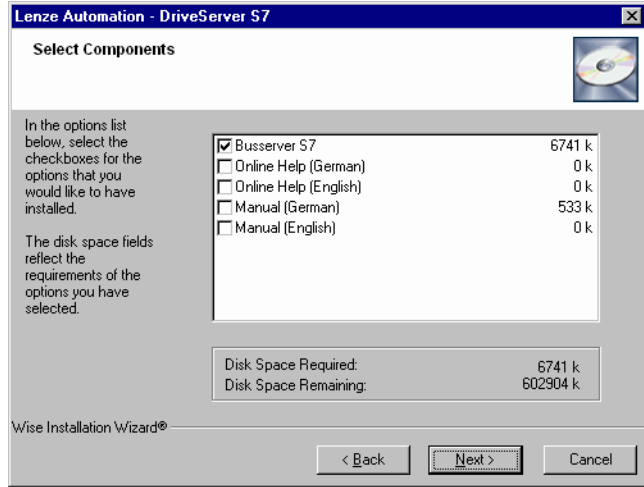 Lenze Automation - DriveServer S7
Select Components
In the options list
below, select the
checkboxes for the
options that you
would like to have
installed.
The disk space fields
reflect the
requirements of the
options you have
selected.
Busserver S7 6741 k
Online Help (German) 0 k
Online Help (English) 0 k
Manual (German) 533 k
Manual (English) 0 k
Disk Space Required: 6741 k
Disk Space Remaining: 602904 k
Wise Installation Wizard®
< Back Next > Cancel